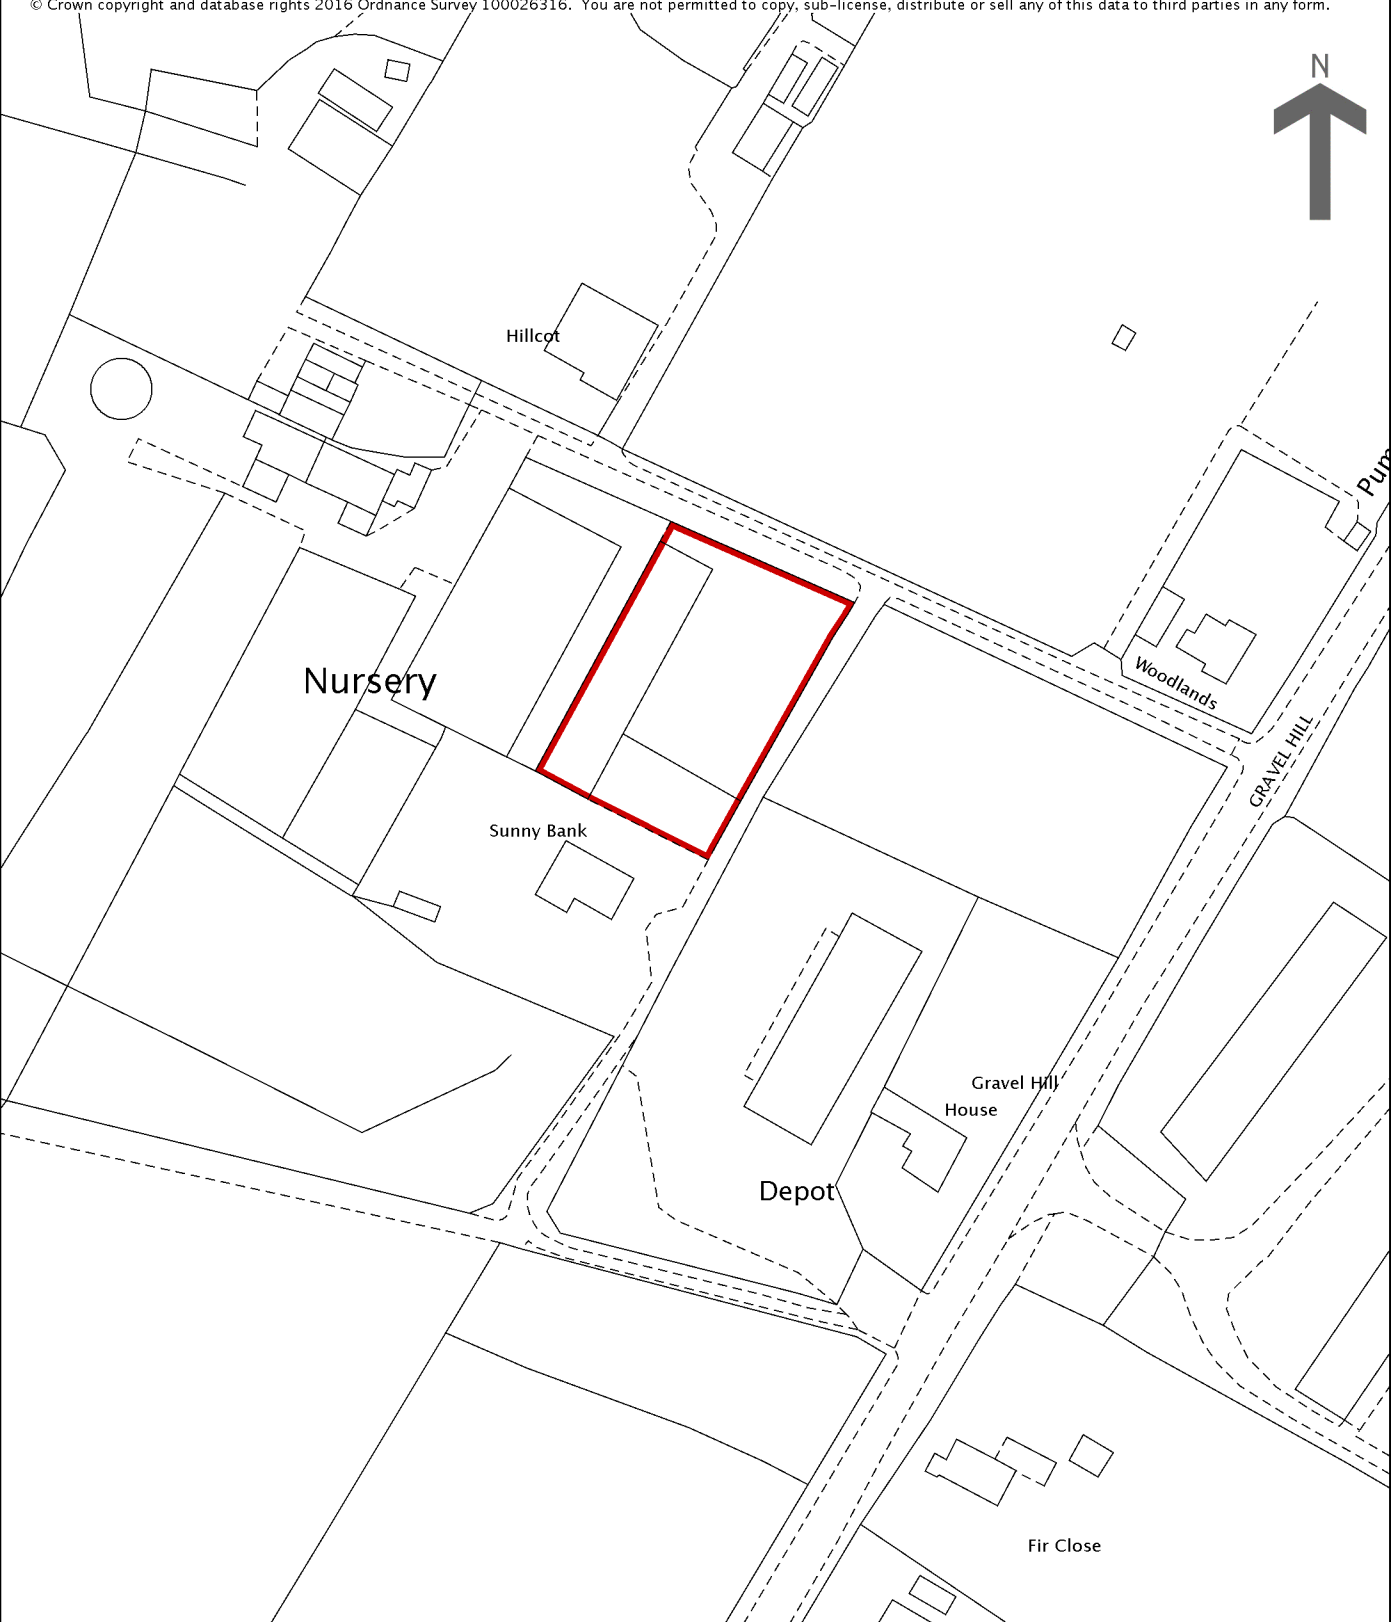 © Crown copyright and database rights 2016 Ordnance Survey 100026316.  You are not permitted to copy, sub-license, distribute or sell any of this data to third parties in any form.
N
Hillcot
Pum
Woodlands
Nursery
GRAVEL HILL
Sunny Bank
Gravel Hill
House
Depot
Fir Close